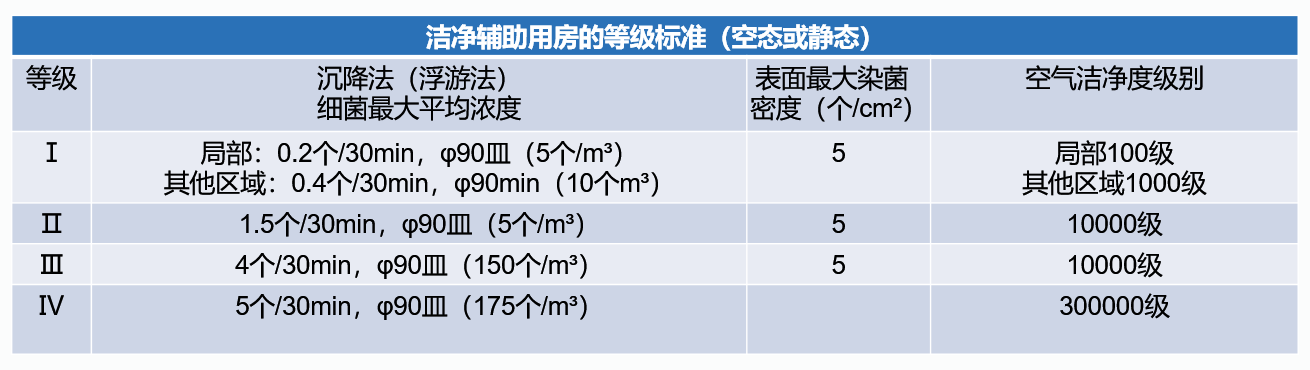 洁净辅助用房的等级标准（空态或静态）
等级
沉降法（浮游法）
细菌最大平均浓度
表面最大染菌
密度（个/cm²）
空气洁净度级别
Ⅰ
局部：0.2个/30min，φ90皿（5个/m³）
其他区域：0.4个/30min，φ90min（10个m³）
5
局部100级
其他区域1000级
Ⅱ
1.5个/30min，φ90皿（5个/m³）
5
10000级
Ⅲ
4个/30min，φ90皿（150个/m³）
5
10000级
Ⅳ
5个/30min，φ90皿（175个/m³）
300000级